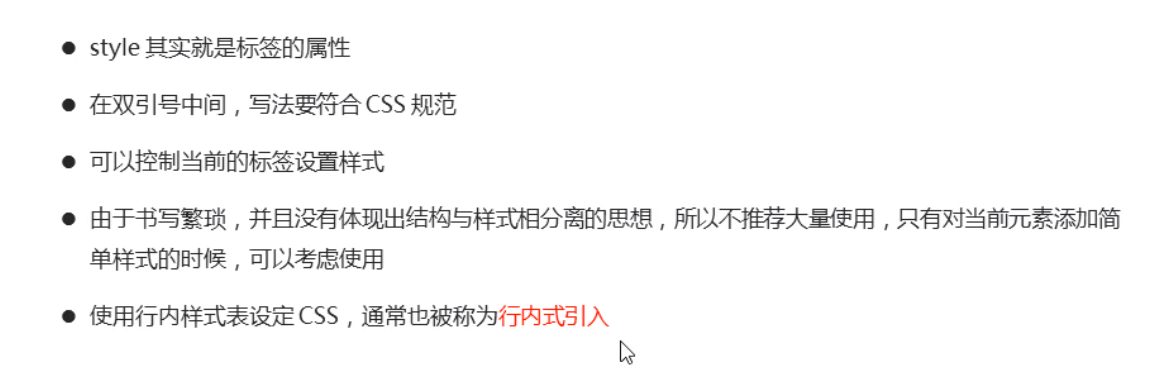 ● style 其实就是标签的属性
● 在双引号中间，写法要符合 CSS 规范
● 可以控制当前的标签设置样式
● 由于书写繁琐，并且没有体现出结构与样式相分离的思想，所以不推荐大量使用，只有对当前元素添加简
单样式的时候，可以考虑使用
● 使用行内样式表设定 CSS，通常也被称为行内式引入